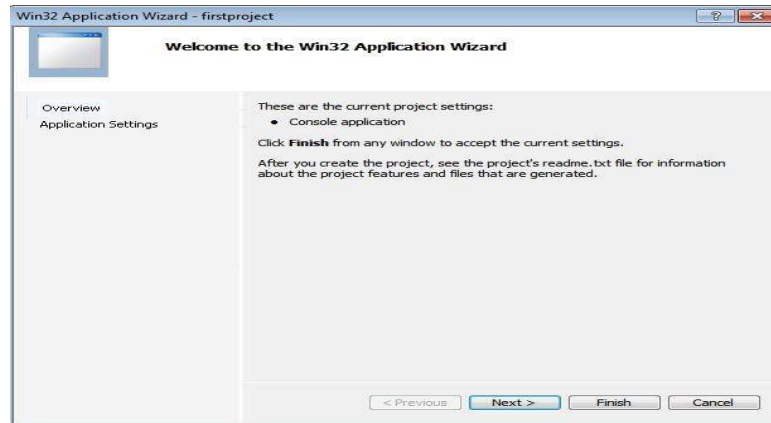 Win32 Application Wizard - firstproject
Welcome to the Win32 Application Wizard
Overview
Application Settings
These are the current project settings:
• Console application
Click Finish from any window to accept the current settings.
After you create the project, see the project's readme.txt file for information
about the project features and files that are generated.
< Previous
Next >
Finish
Cancel